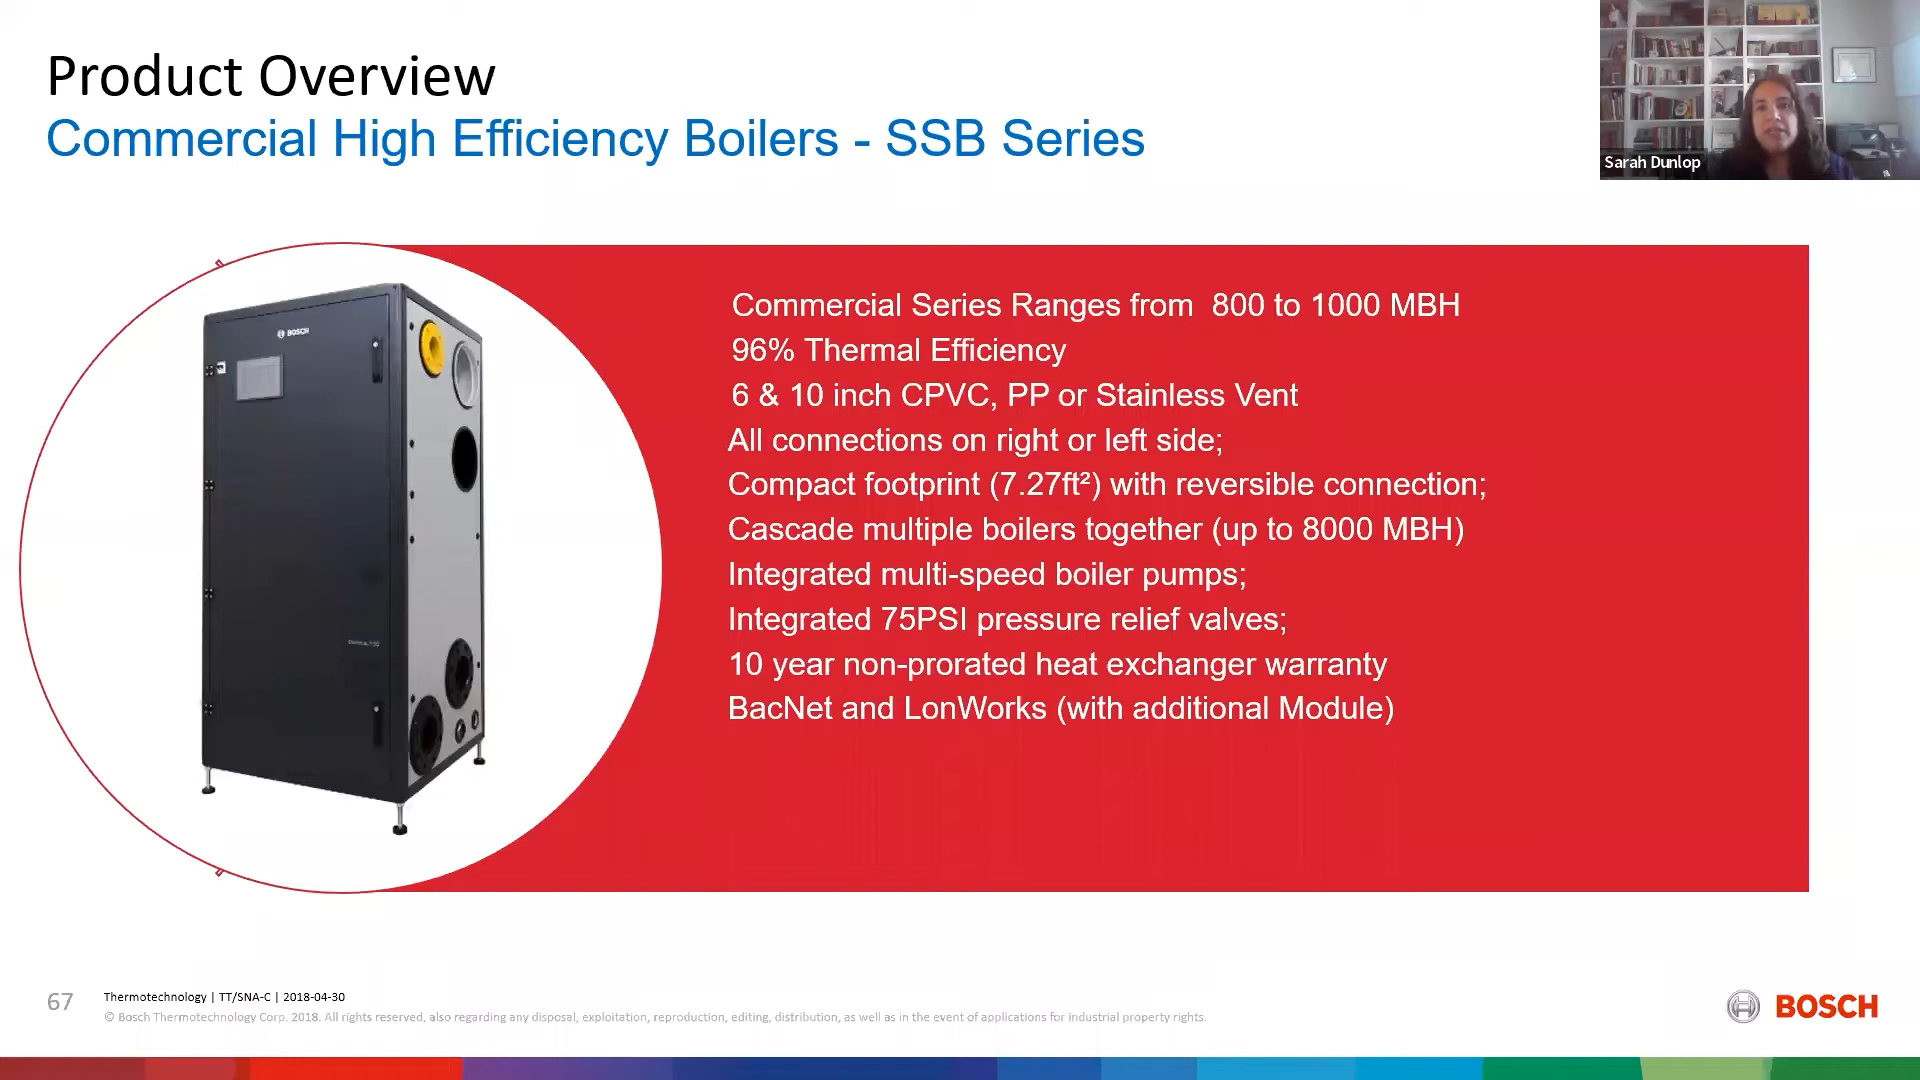 Product Overview
Commercial High Efficiency Boilers - SSB Series
Sarah Dunlop
BOSCH
Commercial Series Ranges from  800 to 1000 MBH
96% Thermal Efficiency
6 & 10 inch CPVC, PP or Stainless Vent
All connections on right or left side;
Compact footprint (7.27ft²) with reversible connection;
Cascade multiple boilers together (up to 8000 MBH)
Integrated multi-speed boiler pumps;
Integrated 75PSI pressure relief valves;
10 year non-prorated heat exchanger warranty
BacNet and LonWorks (with additional Module)
67
Thermotechnology | TT/SNA-C | 2018-04-30
© Bosch Thermotechnology Corp. 2018. All rights reserved, also regarding any disposal, exploitation, reproduction, editing, distribution, as well as in the event of applications for industrial property rights.
BOSCH